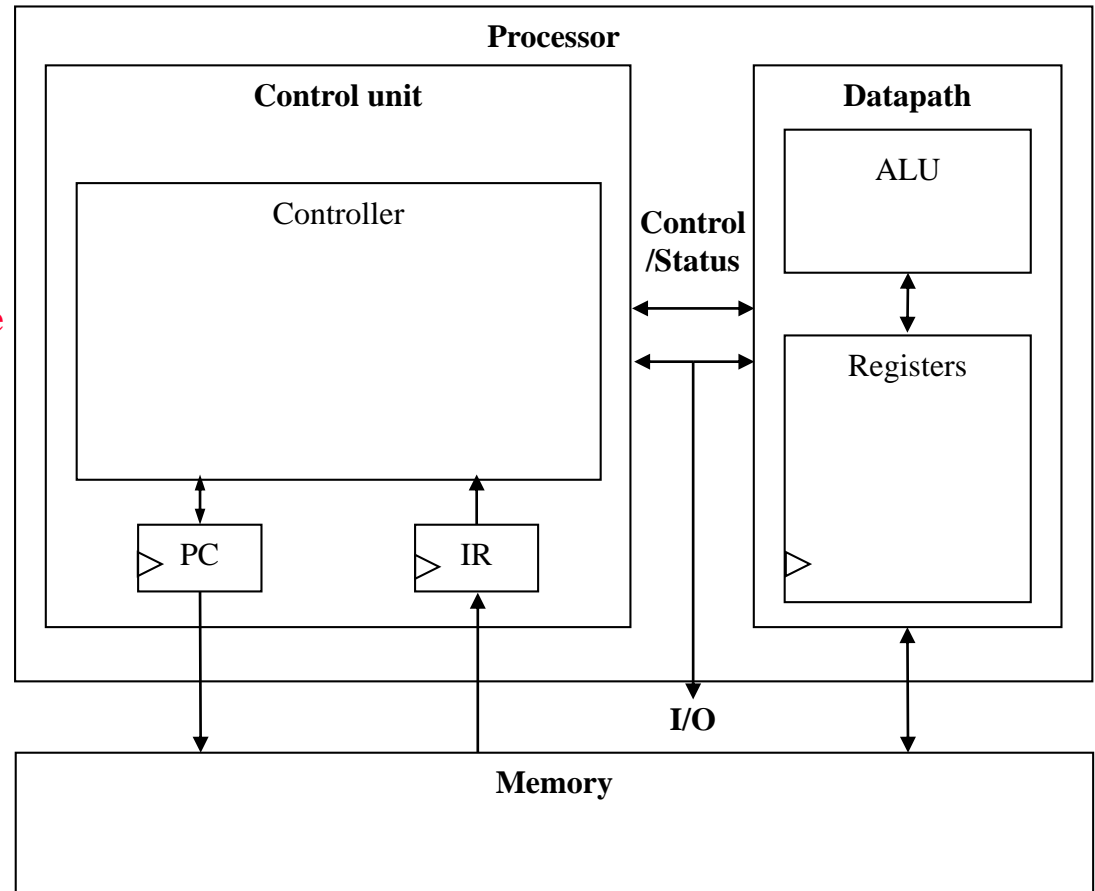 Processor
Control unit
Datapath
ALU
Controller
Control
/Status
e
Registers
PC
IR
I/O
Memory